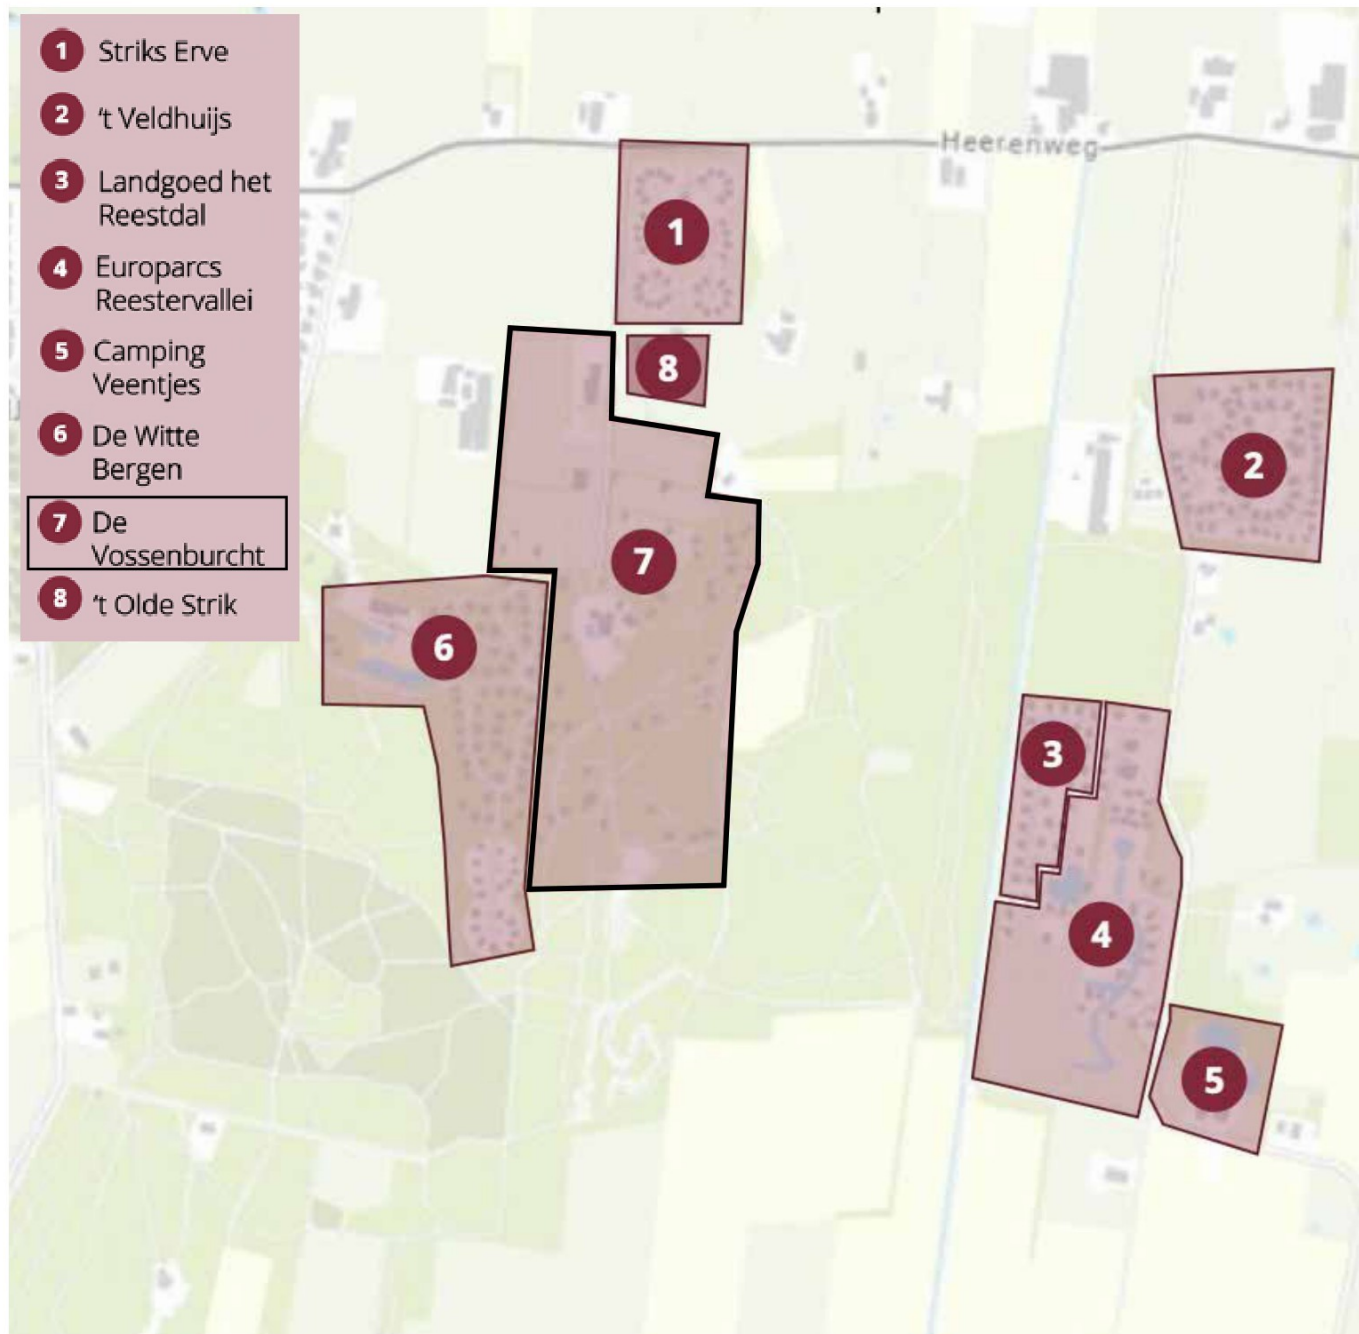 1 Striks Erve
2 ‘t Veldhuijs
3 Landgoed het
Reestdal
4 Europarcs
Reestervallei
5 Camping
Veentjes
6 De Witte
Bergen
7 De
Vossenburcht
8 ‘t Olde Strik
Heerenweg
1
8
2
7
6
3
4
5